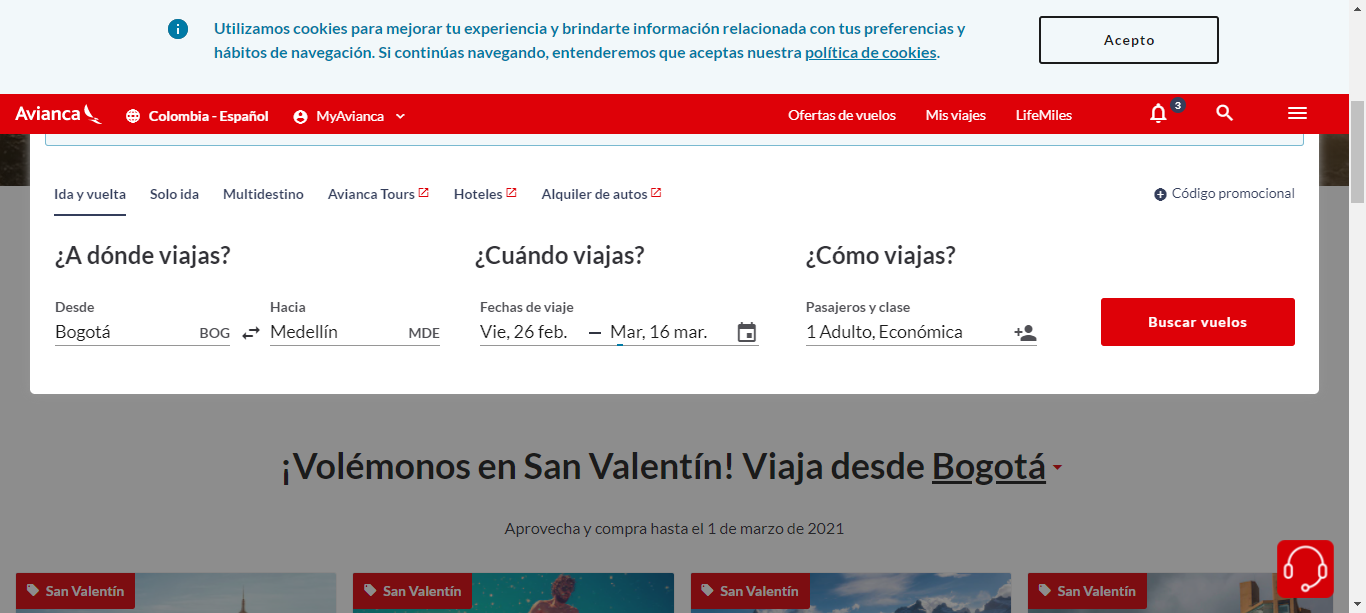 Utilizamos cookies para mejorar tu experiencia y brindarte información relacionada con tus preferencias y
hábitos de navegación. Si continúas navegando, entenderemos que aceptas nuestra política de cookies.
Acepto
Avianca
Colombia - Español
MyAvianca
Ofertas de vuelos
Mis viajes
LifeMiles
3
Ida y vuelta
Solo ida
Multidestino
Avianca Tours
Hoteles
Alquiler de autos
Código promocional
¿A dónde viajas?
¿Cuándo viajas?
¿Cómo viajas?
Desde
Hacia
Fechas de viaje
Pasajeros y clase
Bogotá BOG
Medellín MDE
Vie, 26 feb. — Mar, 16 mar.
1 Adulto, Económica
Buscar vuelos
¡Volémonos en San Valentín! Viaja desde Bogotá
Aprovecha y compra hasta el 1 de marzo de 2021
San Valentín
San Valentín
San Valentín
San Valentín